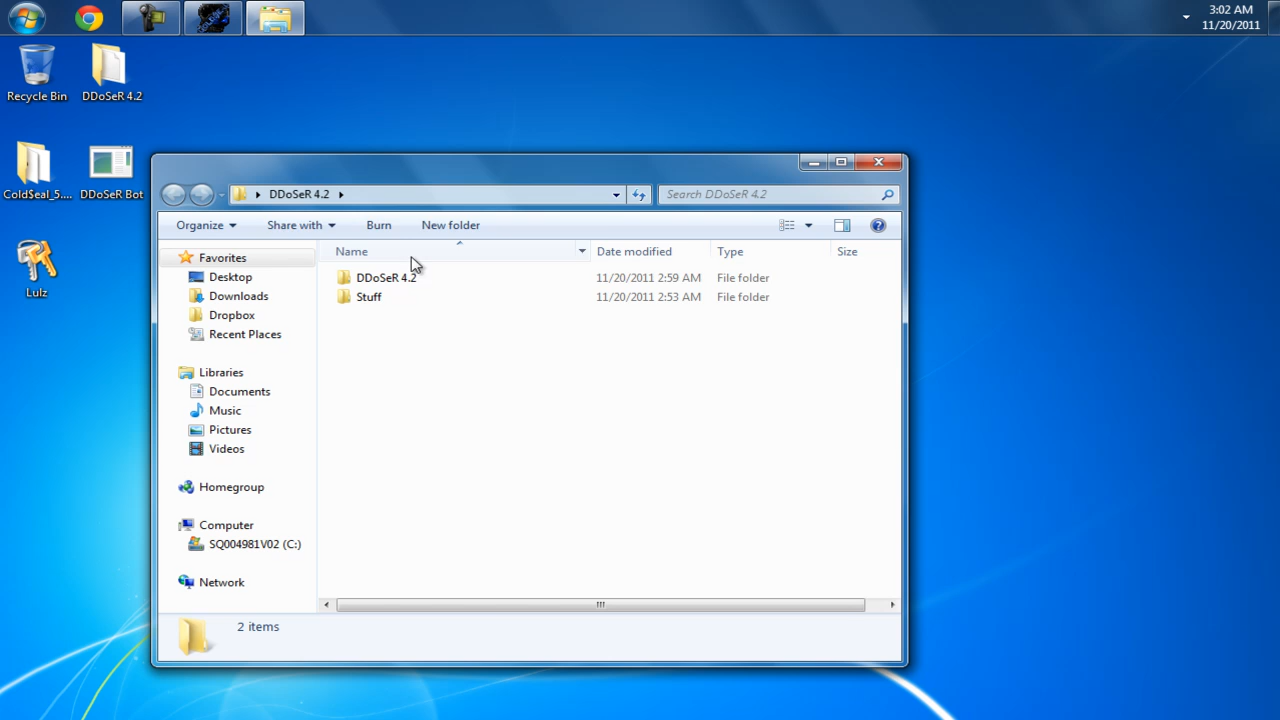 3:02 AM
11/20/2011
Recycle Bin
DDoSeR 4.2
Cold$eal_5....
DDoSeR Bot
Lulz
DDoSeR 4.2
Search DDoSeR 4.2
Organize
Share with
Burn
New folder
Name
Date modified
Type
Size
DDoSeR 4.2
11/20/2011 2:59 AM
File folder
Stuff
11/20/2011 2:53 AM
File folder
Favorites
Desktop
Downloads
Dropbox
Recent Places
Libraries
Documents
Music
Pictures
Videos
Homegroup
Computer
SQ004981V02 (C:)
Network
2 items